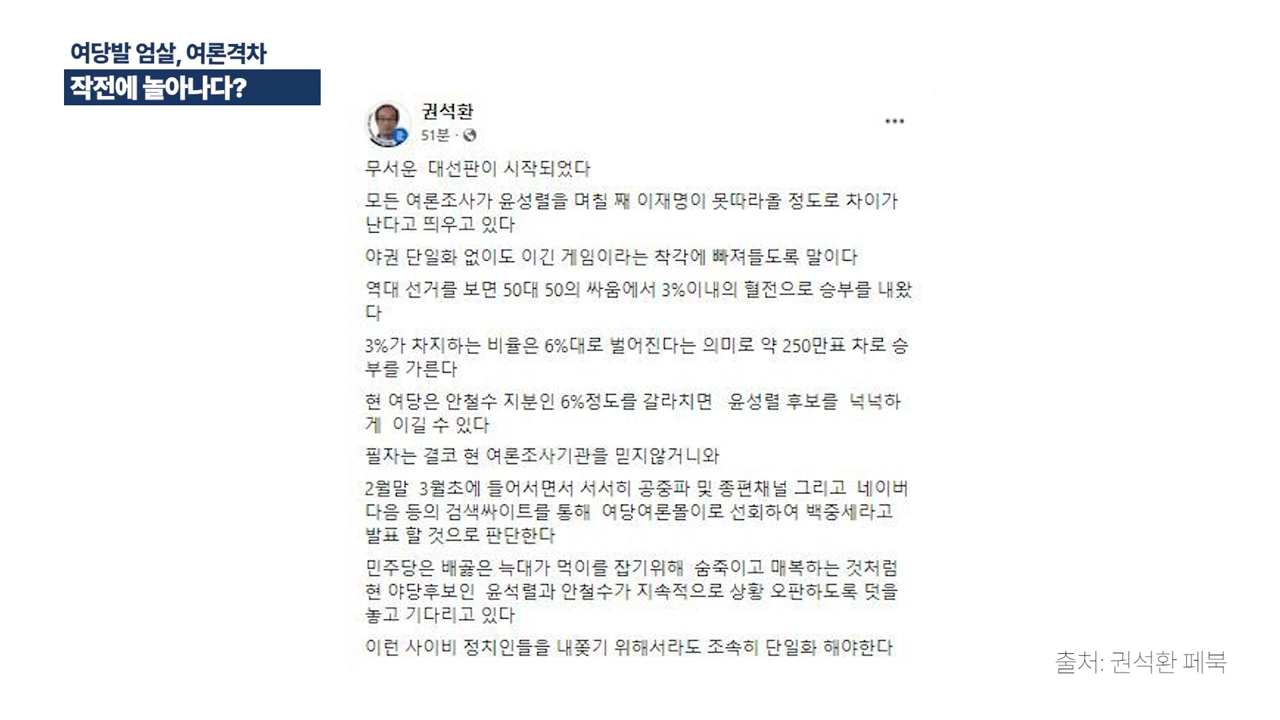 여당발 엄살, 여론격차
작전에 놀아나다?
권석환
51분 ·
무서운 대선판이 시작되었다
모든 여론조사가 윤성렬을 며칠 째 이재명이 못따라올 정도로 차이가
난다고 띄우고 있다
야권 단일화 없이도 이긴 게임이라는 착각에 빠져들도록 말이다
역대 선거를 보면 50대 50의 싸움에서 3%이내의 혈전으로 승부를 내왔
다
3%가 차지하는 비율은 6%대로 벌어진다는 의미로 약 250만표 차로 승
부를 가른다
현 여당은 안철수 지분인 6%정도를 갈라치면 윤성렬 후보를 넉넉하
게 이길 수 있다
필자는 결코 현 여론조사기관을 믿지않거니와
2월말 3월초에 들어서면서 서서히 공중파 및 종편채널 그리고 네이버
다음 등의 검색싸이트를 통해 여당여론몰이로 선회하여 백중세라고
발표 할 것으로 판단한다
민주당은 배곯은 늑대가 먹이를 잡기위해 숨죽이고 매복하는 것처럼
현 야당후보인 윤석렬과 안철수가 지속적으로 상황 오판하도록 덫을
놓고 기다리고 있다
이런 사이비 정치인들을 내쫒기 위해서라도 조속히 단일화 해야한다
출처: 권석환 페북